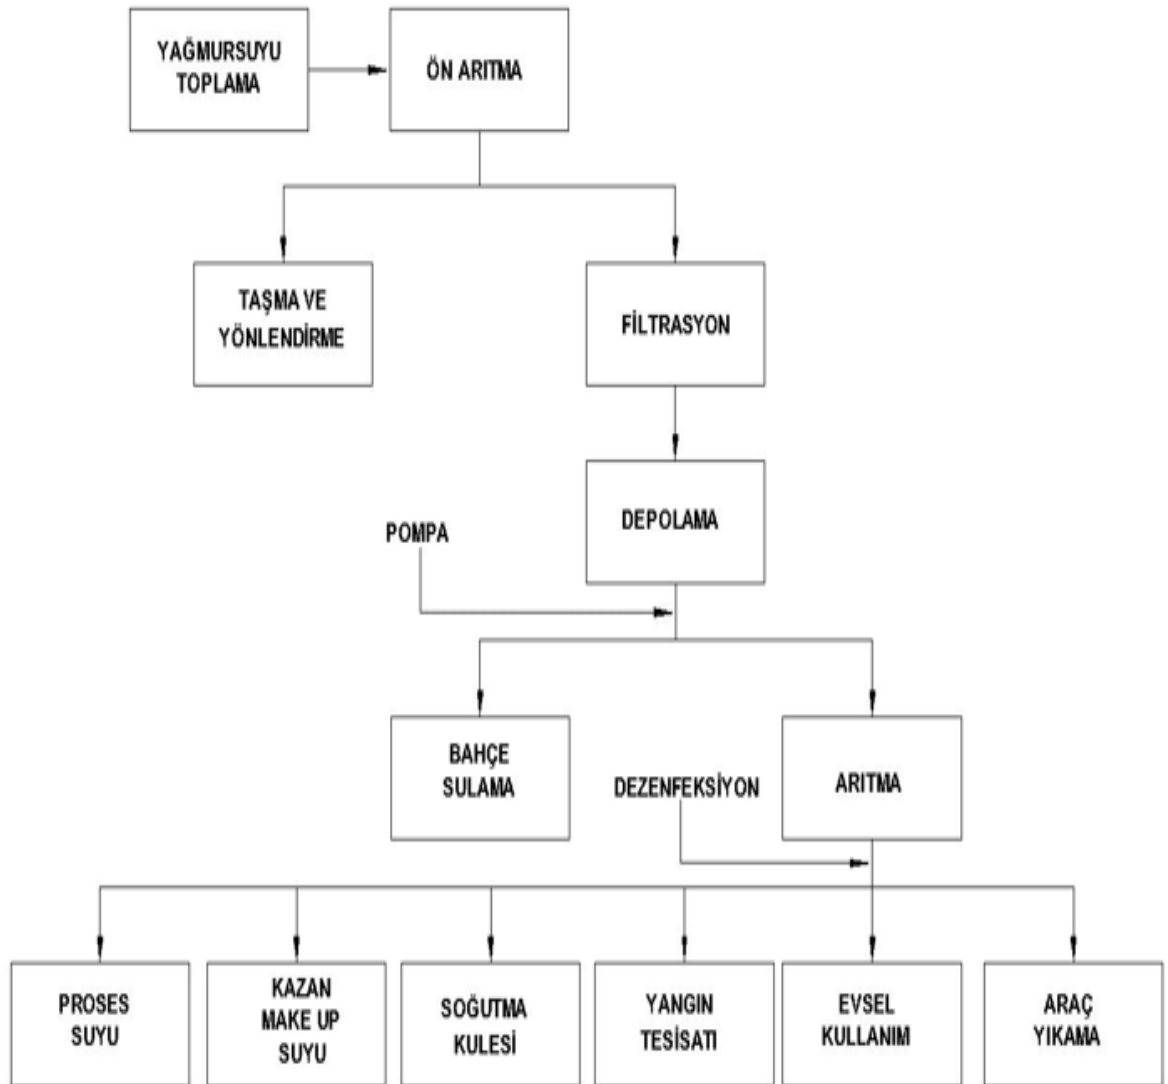 YAĞMURSUYU
TOPLAMA
ÖN ARITMA
TAŞMA VE
YÖNLENDİRME
FİLTRASYON
DEPOLAMA
POMPA
BAHÇE
SULAMA
DEZENFEKSİYON
ARITMA
PROSES
SUYU
KAZAN
MAKE UP
SUYU
SOĞUTMA
KULESİ
YANGIN
TESİSATI
EVSEL
KULLANIM
ARAÇ
YIKAMA